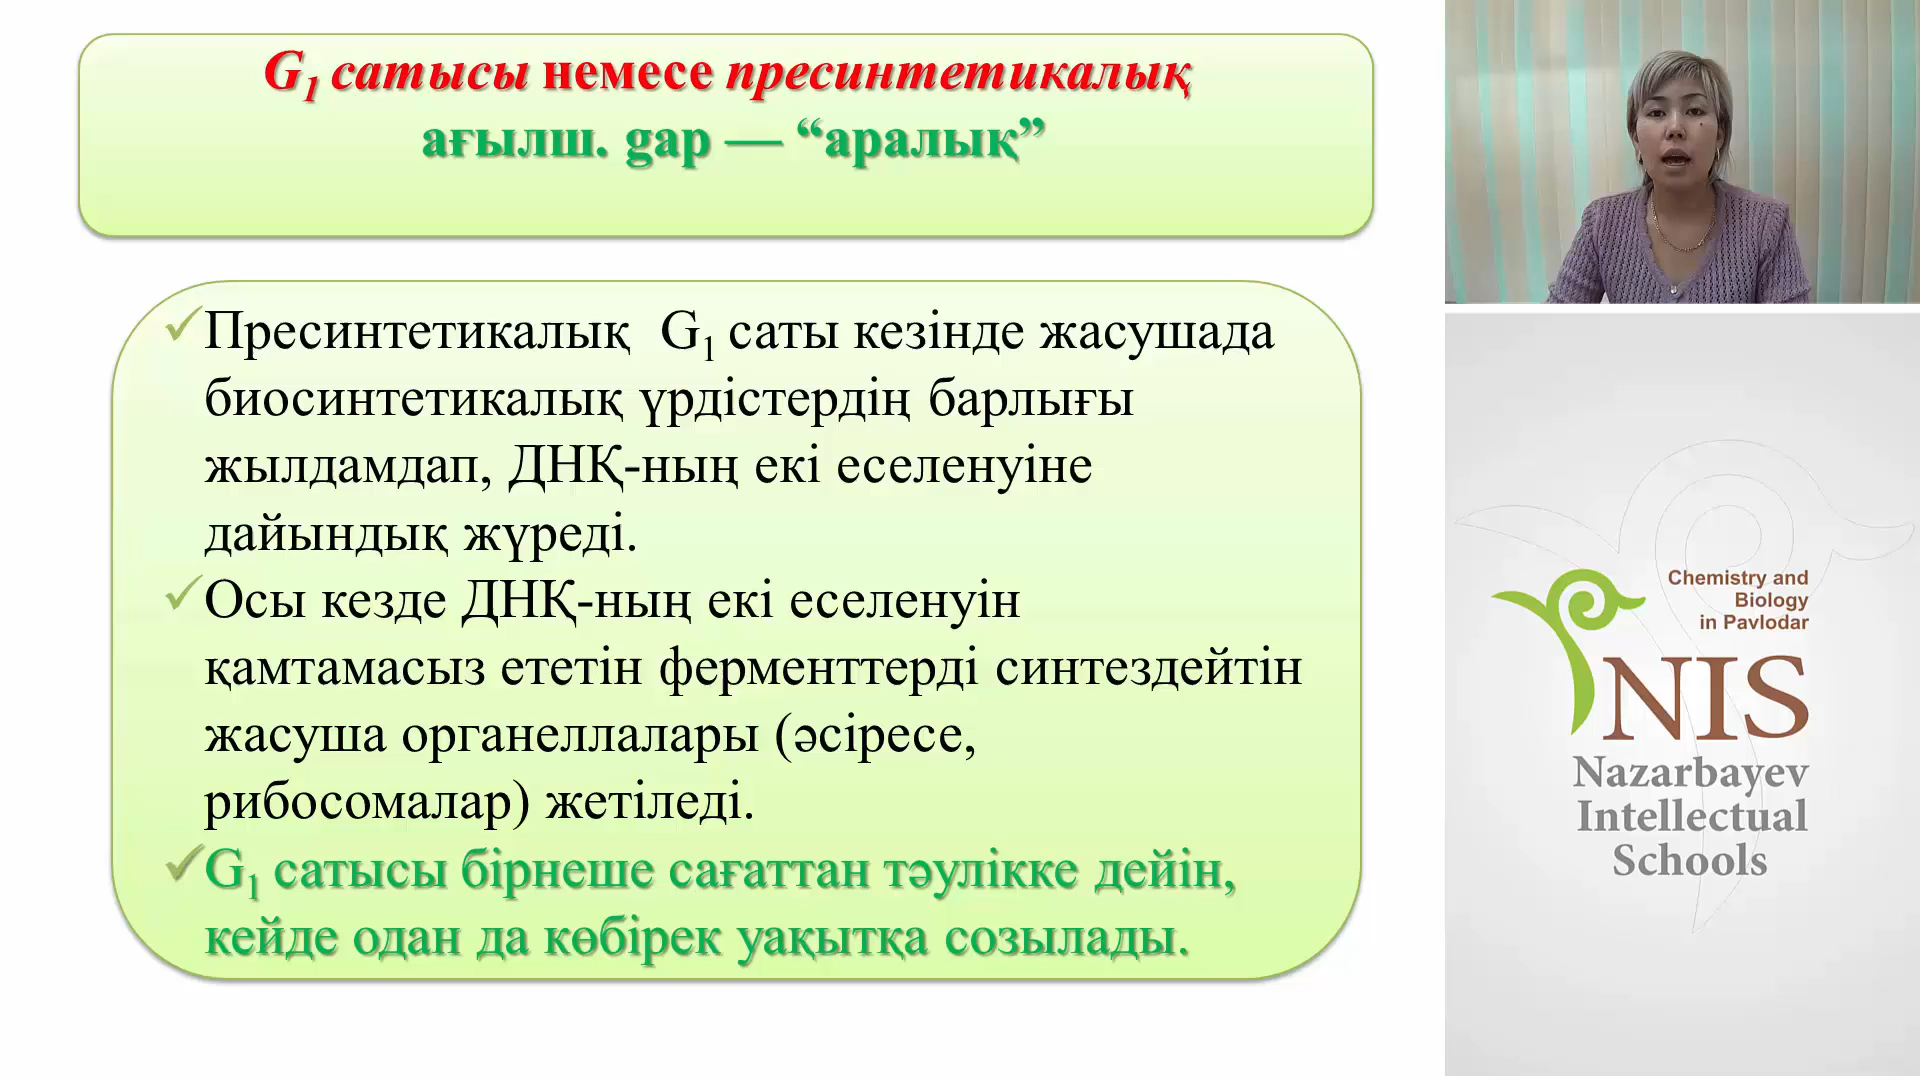 G₁ сатысы немесе пресинтетикалық
ағылш. gap — “аралық”
Пресинтетикалық G₁ саты кезінде жасушада
биосинтетикалық үрдістердің барлығы
жылдамдап, ДНҚ-ның екі еселенуіне
дайындық жүреді.
Осы кезде ДНҚ-ның екі еселенуін
қамтамасыз ететін ферменттерді синтездейтін
жасуша органеллалары (әсіресе,
рибосомалар) жетіледі.
G₁ сатысы бірнеше сағаттан тәулікке дейін,
кейде одан да көбірек уақытқа созылады.
Chemistry and
Biology
in Pavlodar
NIS
Nazarbayev
Intellectual
Schools